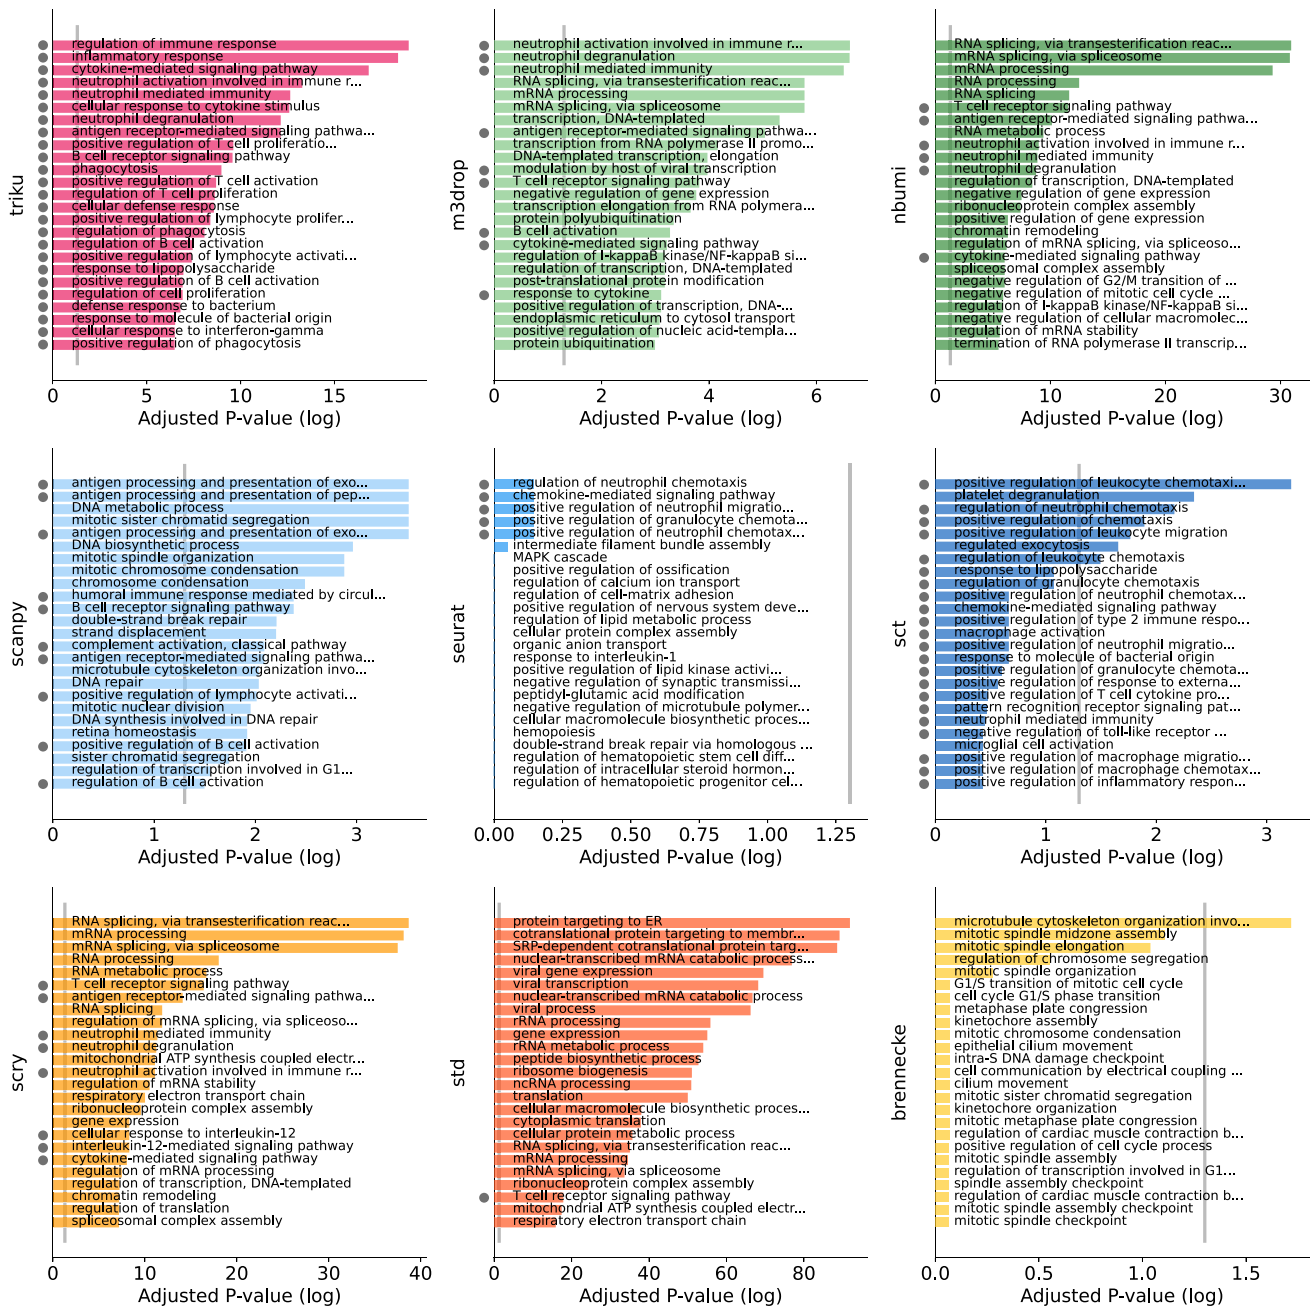 triku
regulation of immune response
inflammatory response
cytokine-mediated signaling pathway
neutrophil activation involved in immune r...
neutrophil mediated immunity
cellular response to cytokine stimulus
neutrophil degranulation
antigen receptor-mediated signaling pathwa...
positive regulation of T cell proliferatio...
B cell receptor signaling pathway
phagocytosis
positive regulation of T cell activation
regulation of T cell proliferation
cellular defense response
positive regulation of lymphocyte prolifer...
regulation of phagocytosis
regulation of B cell activation
positive regulation of lymphocyte activati...
response to lipopolysaccharide
positive regulation of B cell activation
regulation of cell proliferation
defense response to bacterium
response to molecule of bacterial origin
cellular response to interferon-gamma
positive regulation of phagocytosis
0 5 10 15
Adjusted P-value (log)
m3drop
neutrophil activation involved in immune r...
neutrophil degranulation
neutrophil mediated immunity
RNA splicing, via transesterification reac...
mRNA processing
mRNA splicing, via spliceosome
transcription, DNA-templated
antigen receptor-mediated signaling pathwa...
transcription from RNA polymerase II promo...
DNA-templated transcription, elongation
modulation by host of viral transcription
T cell receptor signaling pathway
negative regulation of gene expression
transcription elongation from RNA polymera...
protein polyubiquitination
B cell activation
cytokine-mediated signaling pathway
regulation of I-kappaB kinase/NF-kappaB si...
regulation of transcription, DNA-templated
post-translational protein modification
response to cytokine
positive regulation of transcription, DNA-...
endoplasmic reticulum to cytosol transport
positive regulation of nucleic acid-templa...
protein ubiquitination
0 2 4 6
Adjusted P-value (log)
nbumi
RNA splicing, via transesterification reac...
mRNA splicing, via spliceosome
mRNA processing
RNA processing
RNA splicing
T cell receptor signaling pathway
antigen receptor-mediated signaling pathwa...
RNA metabolic process
neutrophil activation involved in immune r...
neutrophil mediated immunity
neutrophil degranulation
regulation of transcription, DNA-templated
negative regulation of gene expression
ribonucleoprotein complex assembly
positive regulation of gene expression
chromatin remodeling
regulation of mRNA splicing, via spliceoso...
cytokine-mediated signaling pathway
spliceosomal complex assembly
negative regulation of G2/M transition of ...
negative regulation of mitotic cell cycle ...
regulation of I-kappaB kinase/NF-kappaB si...
negative regulation of cellular macromolec...
regulation of mRNA stability
termination of RNA polymerase II transcrip...
0 10 20 30
Adjusted P-value (log)
scanpy
antigen processing and presentation of exo...
antigen processing and presentation of pep...
DNA metabolic process
mitotic sister chromatid segregation
antigen processing and presentation of exo...
DNA biosynthetic process
mitotic spindle organization
mitotic chromosome condensation
chromosome condensation
humoral immune response mediated by circul...
B cell receptor signaling pathway
double-strand break repair
strand displacement
complement activation, classical pathway
antigen receptor-mediated signaling pathwa...
microtubule cytoskeleton organization invo...
DNA repair
positive regulation of lymphocyte activati...
mitotic nuclear division
DNA synthesis involved in DNA repair
retina homeostasis
positive regulation of B cell activation
sister chromatid segregation
regulation of transcription involved in G1...
regulation of B cell activation
0 1 2 3
Adjusted P-value (log)
seurat
regulation of neutrophil chemotaxis
chemokine-mediated signaling pathway
positive regulation of neutrophil migratio...
positive regulation of granulocyte chemota...
positive regulation of neutrophil chemotax...
intermediate filament bundle assembly
MAPK cascade
positive regulation of ossification
regulation of calcium ion transport
regulation of cell-matrix adhesion
positive regulation of nervous system deve...
regulation of lipid metabolic process
cellular protein complex assembly
organic anion transport
response to interleukin-1
positive regulation of lipid kinase activi...
negative regulation of synaptic transmissi...
peptidyl-glutamic acid modification
negative regulation of microtubule polymer...
cellular macromolecule biosynthetic proces...
hemopoiesis
double-strand break repair via homologous ...
regulation of hematopoietic stem cell diff...
regulation of intracellular steroid hormon...
regulation of hematopoietic progenitor cel...
0.00 0.25 0.50 0.75 1.00 1.25
Adjusted P-value (log)
sct
positive regulation of leukocyte chemotaxi...
platelet degranulation
regulation of neutrophil chemotaxis
positive regulation of chemotaxis
positive regulation of leukocyte migration
regulated exocytosis
regulation of leukocyte chemotaxis
response to lipopolysaccharide
regulation of granulocyte chemotaxis
positive regulation of neutrophil chemotax...
chemokine-mediated signaling pathway
positive regulation of type 2 immune respo...
macrophage activation
positive regulation of neutrophil migratio...
response to molecule of bacterial origin
positive regulation of granulocyte chemota...
positive regulation of response to externa...
positive regulation of T cell cytokine pro...
pattern recognition receptor signaling pat...
neutrophil mediated immunity
negative regulation of toll-like receptor ...
microglial cell activation
positive regulation of macrophage migratio...
positive regulation of macrophage chemotax...
positive regulation of inflammatory respon...
0 1 2 3
Adjusted P-value (log)
scry
RNA splicing, via transesterification reac...
mRNA processing
mRNA splicing, via spliceosome
RNA processing
RNA metabolic process
T cell receptor signaling pathway
antigen receptor-mediated signaling pathwa...
RNA splicing
regulation of mRNA splicing, via spliceoso...
neutrophil mediated immunity
neutrophil degranulation
mitochondrial ATP synthesis coupled electr...
neutrophil activation involved in immune r...
regulation of mRNA stability
respiratory electron transport chain
ribonucleoprotein complex assembly
gene expression
cellular response to interleukin-12
interleukin-12-mediated signaling pathway
cytokine-mediated signaling pathway
regulation of mRNA processing
regulation of transcription, DNA-templated
chromatin remodeling
regulation of translation
spliceosomal complex assembly
0 10 20 30 40
Adjusted P-value (log)
std
protein targeting to ER
cotranslational protein targeting to membr...
SRP-dependent cotranslational protein targ...
nuclear-transcribed mRNA catabolic process...
viral gene expression
viral transcription
nuclear-transcribed mRNA catabolic process
viral process
rRNA processing
gene expression
rRNA metabolic process
peptide biosynthetic process
ribosome biogenesis
ncRNA processing
translation
cellular macromolecule biosynthetic proces...
cytoplasmic translation
cellular protein metabolic process
RNA splicing, via transesterification reac...
mRNA processing
mRNA splicing, via spliceosome
ribonucleoprotein complex assembly
T cell receptor signaling pathway
mitochondrial ATP synthesis coupled electr...
respiratory electron transport chain
0 20 40 60 80
Adjusted P-value (log)
brennecke
microtubule cytoskeleton organization invo...
mitotic spindle midzone assembly
mitotic spindle elongation
regulation of chromosome segregation
mitotic spindle organization
G1/S transition of mitotic cell cycle
cell cycle G1/S phase transition
metaphase plate congression
kinetochore assembly
mitotic chromosome condensation
epithelial cilium movement
intra-S DNA damage checkpoint
cell communication by electrical coupling ...
cilium movement
mitotic sister chromatid segregation
kinetochore organization
mitotic metaphase plate congression
regulation of cardiac muscle contraction b...
positive regulation of cell cycle process
mitotic spindle assembly
regulation of transcription involved in G1...
spindle assembly checkpoint
regulation of cardiac muscle contraction b...
mitotic spindle assembly checkpoint
mitotic spindle checkpoint
0.0 0.5 1.0 1.5
Adjusted P-value (log)